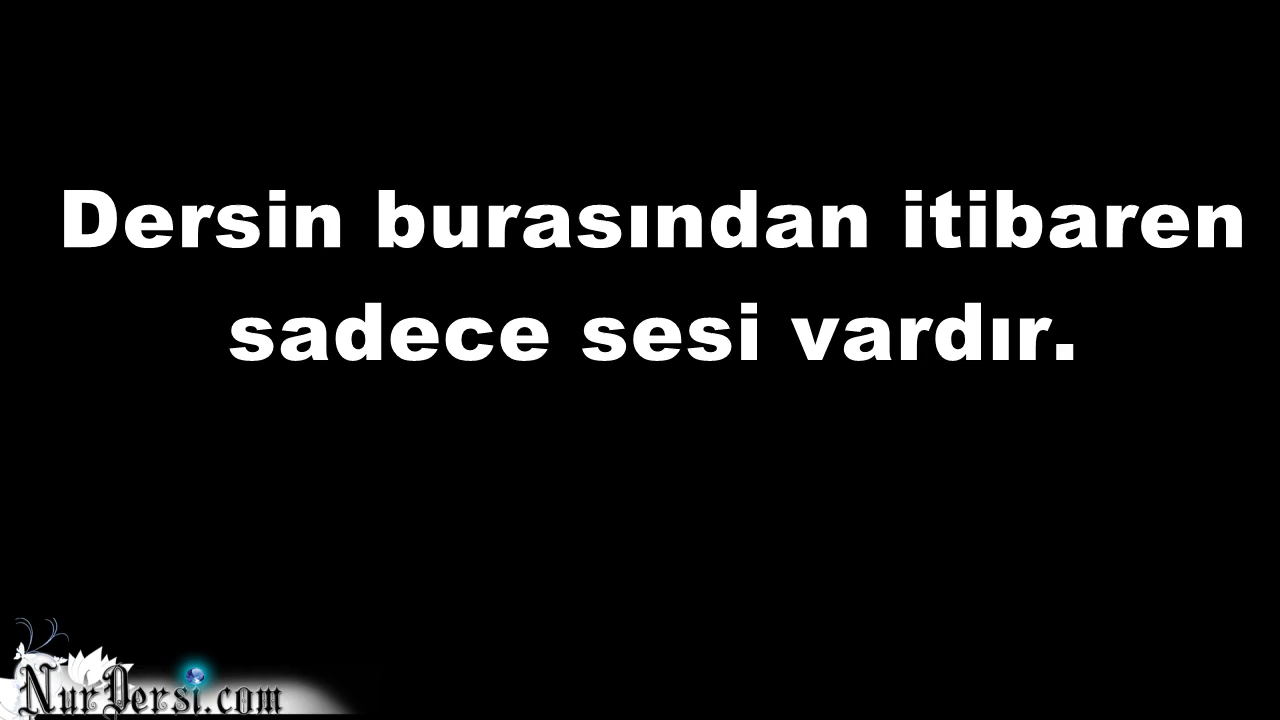 Dersin burasından itibaren
sadece sesi vardır.
NurDersi.com